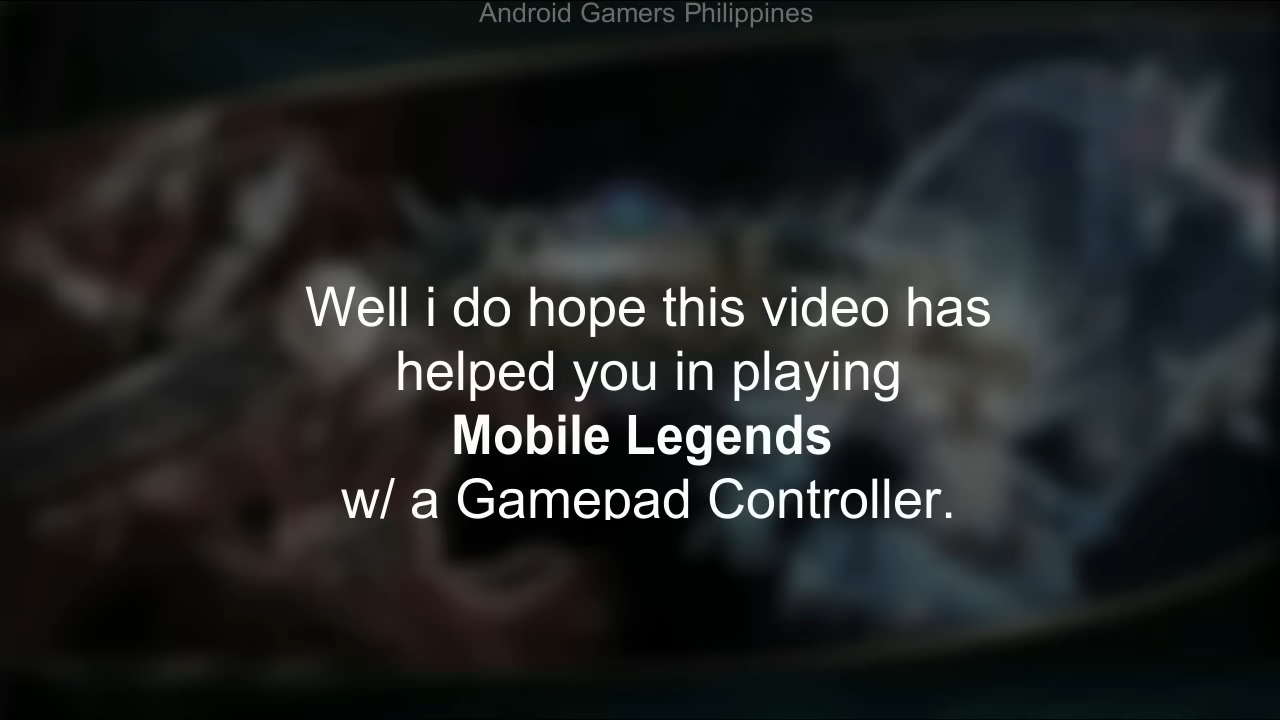 Android Gamers Philippines
Well i do hope this video has
helped you in playing
Mobile Legends
w/ a Gamepad Controller.